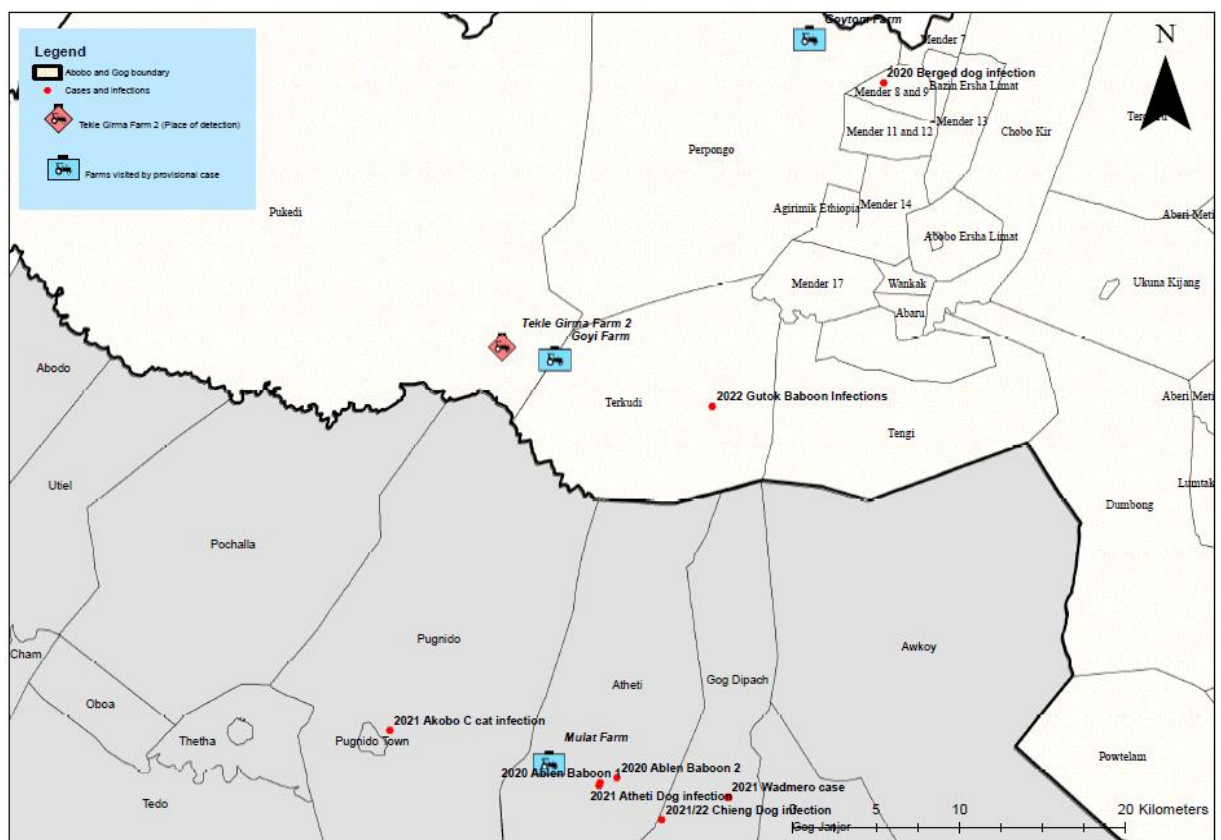 Legend
Abobo and Gog boundary
Cases and infections
Tekle Girma Farm 2 (Place of detection)
Farms visited by provisional case
N
Goytom Farm
Mender 7
2020 Berged dog infection
Bazin Ersha Limat
Mender 8 and 9
Mender 13
Mender 11 and 12
Chobo Kir
Perpongo
Pukedi
Agirimik Ethiopia
Mender 14
Aberi Meti
Abobo Ersha Limat
Mender 17
Wankak
Ukuna Kijang
Abaru
Tekle Girma Farm 2
Goyi Farm
Abodo
Terkudi
2022 Gutok Baboon Infections
Aberi Meti
Tengi
Utiel
Lumtak
Dumbong
Pochalla
Pugnido
Awkoy
Cham
Atheti
Gog Dipach
Oboa
2021 Akobo C cat infection
Thetha
Pugnido Town
Mulat Farm
Powtelam
2020 Ablen Baboon 1
2020 Ablen Baboon 2
2021 Wadmero case
2021 Atheti Dog infection
Tedo
2021/22 Chieng Dog infection
0 5 10 20 Kilometers
Gog Janjor